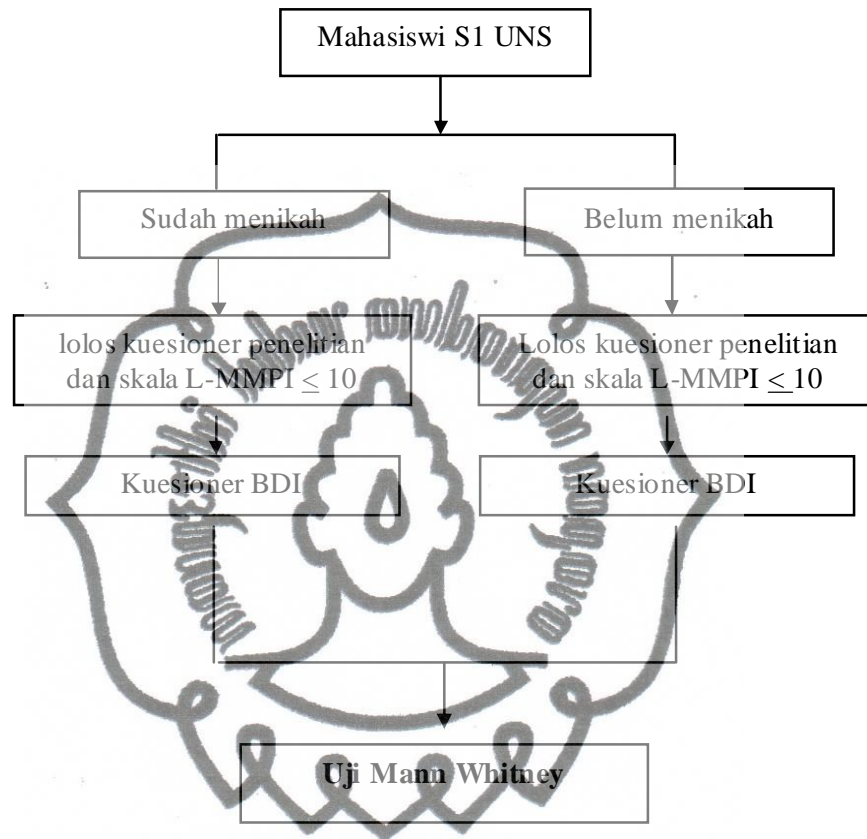 Mahasiswi S1 UNS
Sudah menikah
Belum menikah
lolos kuesioner penelitian
dan skala L-MMPI ≤ 10
Lolos kuesioner penelitian
dan skala L-MMPI ≤ 10
Kuesioner BDI
Kuesioner BDI
Uji Mann Whitney